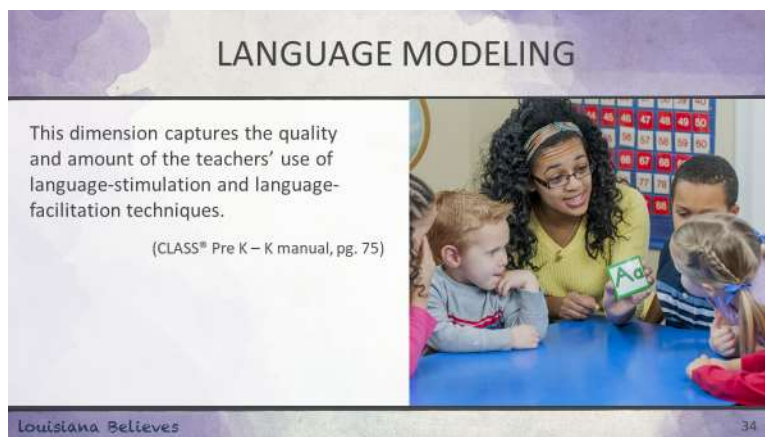 LANGUAGE MODELING
This dimension captures the quality
and amount of the teachers' use of
language-stimulation and language-
facilitation techniques.
(CLASS® Pre K – K manual, pg. 75)
Aa
Louisiana Believes
34